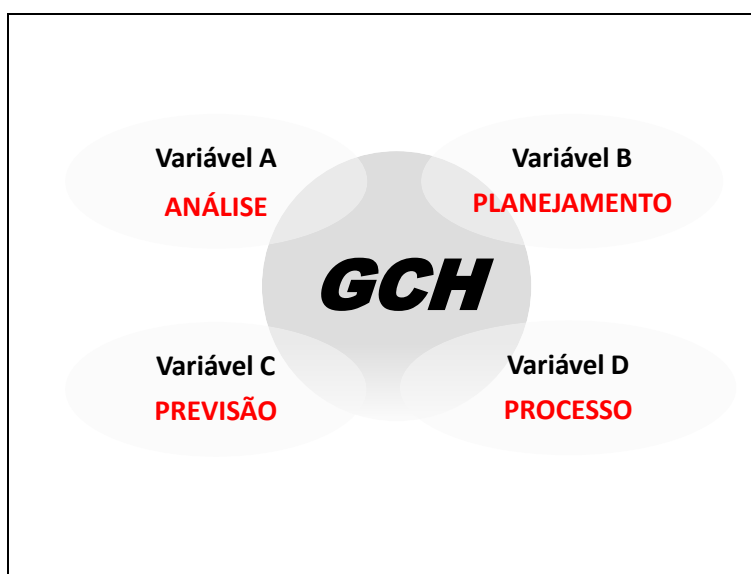 Variável A
ANÁLISE
Variável B
PLANEJAMENTO
GCH
Variável C
PREVISÃO
Variável D
PROCESSO